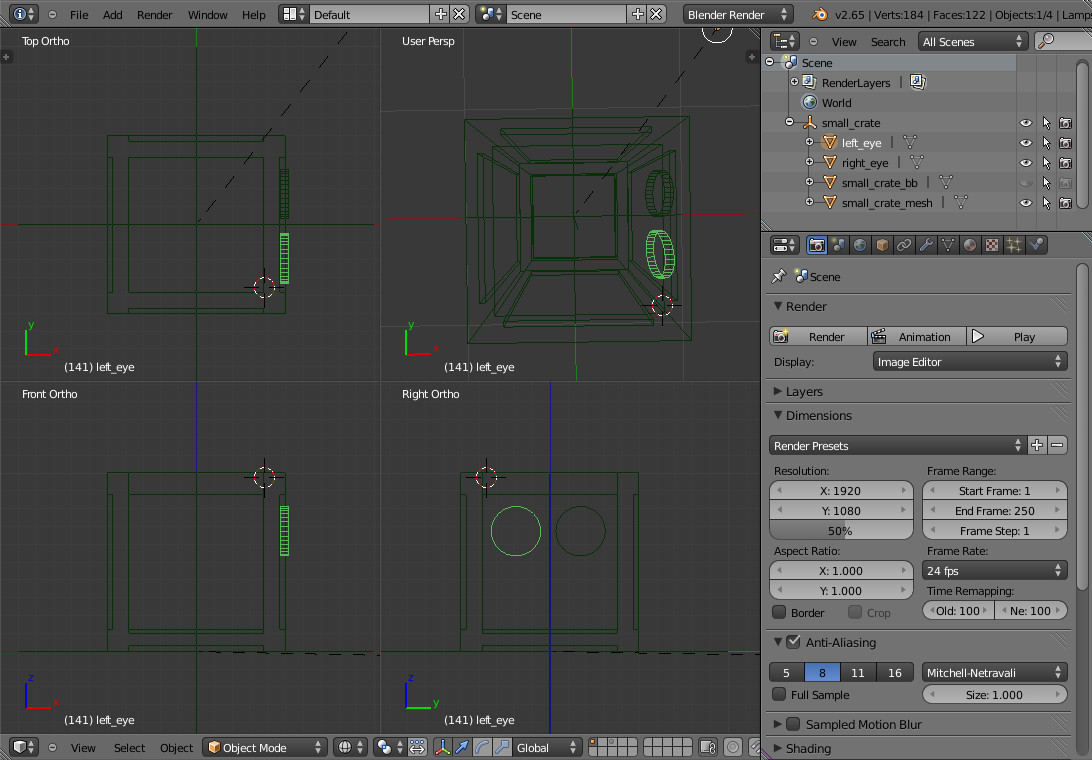 File Add Render Window Help Default Scene Blender Render v2.65 | Verts:184 | Faces:122 | Objects:1/4 | Lamp
Top Ortho
y
x
(141) left_eye
User Persp
y
x
(141) left_eye
Front Ortho
z
x
(141) left_eye
Right Ortho
z
y
(141) left_eye
View Select Object Object Mode Global
View Search All Scenes
Scene
RenderLayers |
World
small_crate
left_eye |
right_eye |
small_crate_bb |
small_crate_mesh |
Scene
Render
Render Animation Play
Display: Image Editor
Layers
Dimensions
Render Presets
Resolution: Frame Range:
X: 1920 Start Frame: 1
Y: 1080 End Frame: 250
50% Frame Step: 1
Aspect Ratio: Frame Rate:
X: 1.000 24 fps
Y: 1.000 Time Remapping:
Border Crop Old: 100 Ne: 100
Anti-Aliasing
5 8 11 16 Mitchell-Netravali
Full Sample Size: 1.000
Sampled Motion Blur
Shading